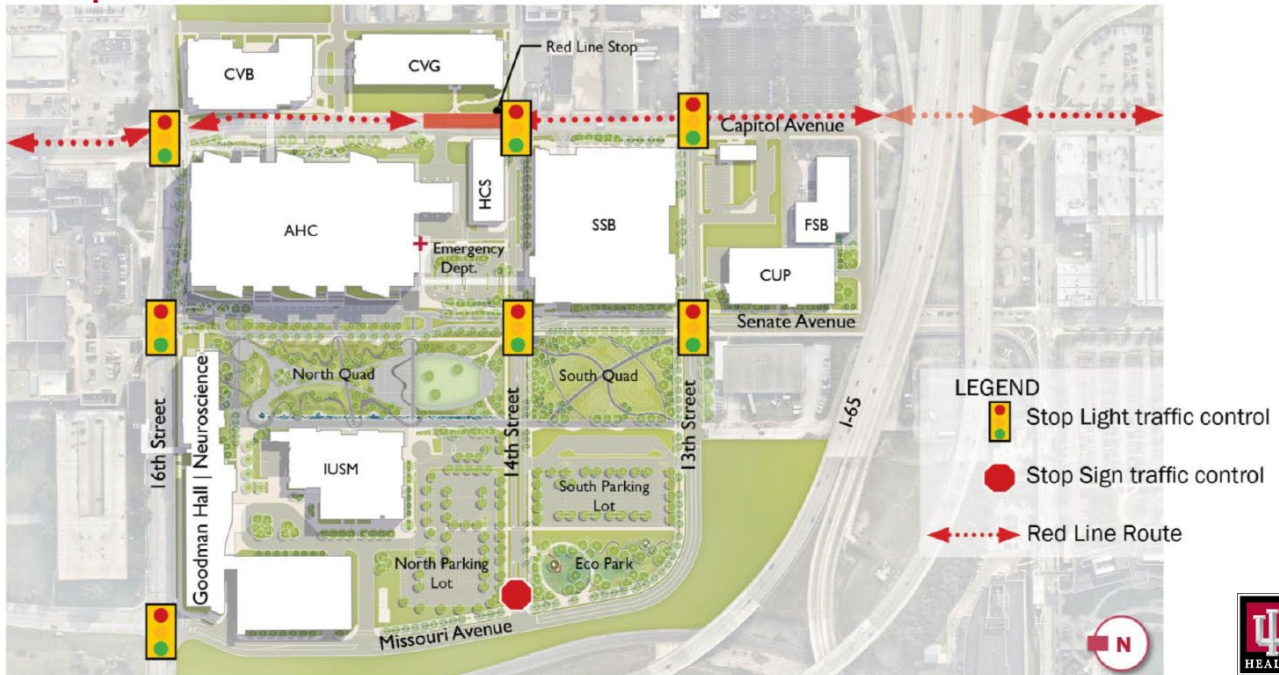 CVB
CVG
Red Line Stop
Capitol Avenue
AHC
HCS
SSB
FSB
CUP
Emergency
Dept.
Senate Avenue
North Quad
South Quad
16th Street
Goodman Hall | Neuroscience
14th Street
13th Street
I-65
IUSM
South Parking
Lot
North Parking
Lot
Eco Park
Missouri Avenue
LEGEND
Stop Light traffic control
Stop Sign traffic control
Red Line Route
N